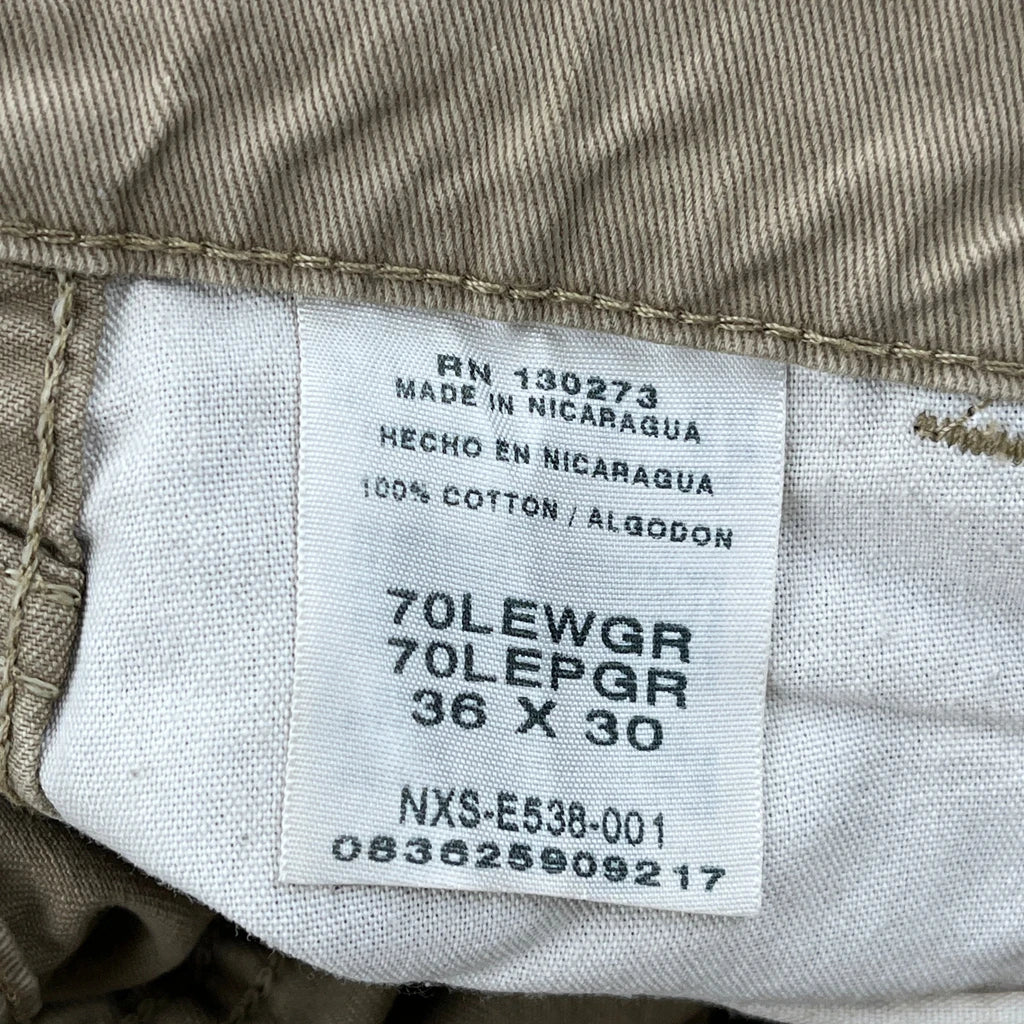 RN 130273
MADE IN NICARAGUA
HECHO EN NICARAGUA
100% COTTON / ALGODON
70LEWGR
70LEPGR
36 X 30
NXS-E538-001
083625909217